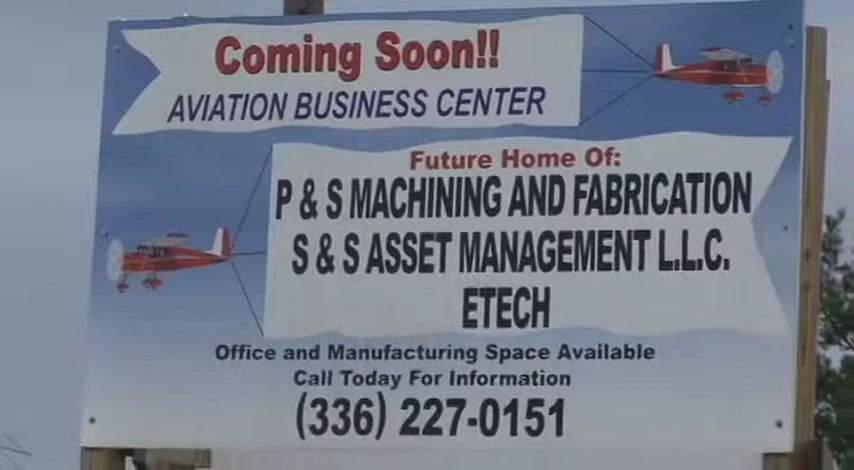 Coming Soon!!
AVIATION BUSINESS CENTER
Future Home Of:
P & S MACHINING AND FABRICATION
S & S ASSET MANAGEMENT L.L.C.
ETECH
Office and Manufacturing Space Available
Call Today For Information
(336) 227-0151